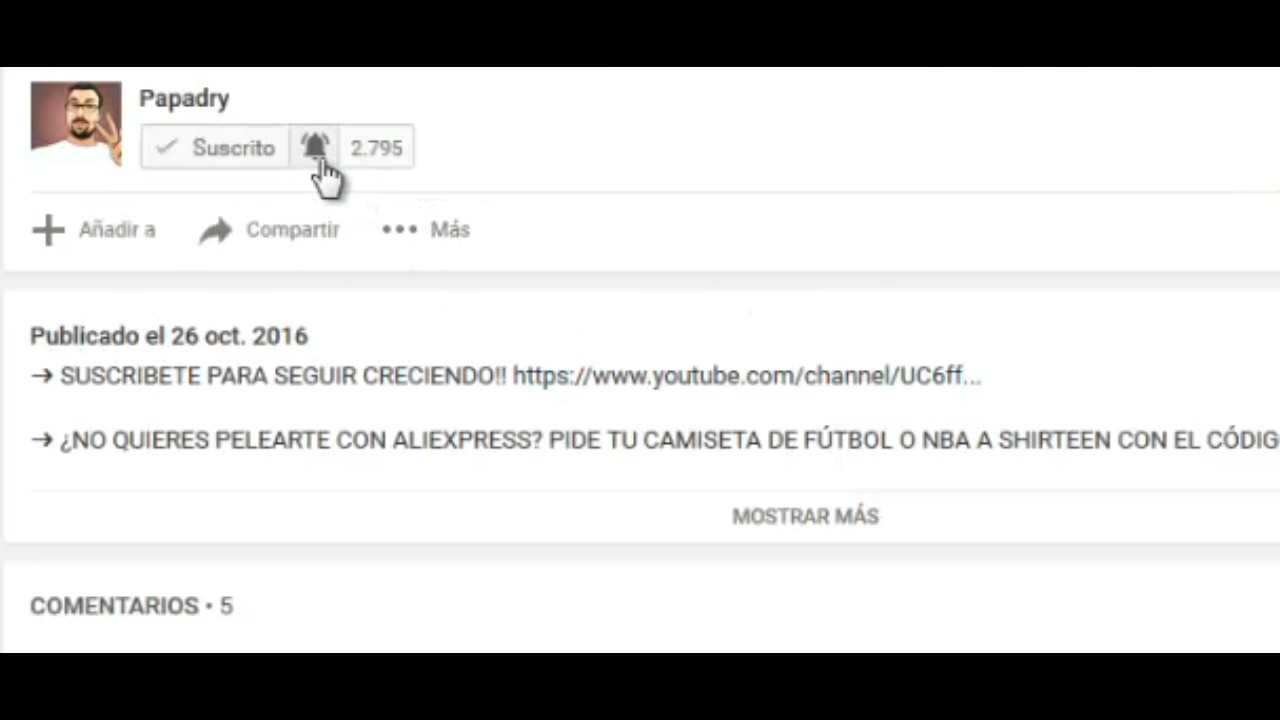 Papadry
Suscrito 2.795
Añadir a Compartir Más
Publicado el 26 oct. 2016
→ SUSCRIBETE PARA SEGUIR CRECIENDO!! https://www.youtube.com/channel/UC6ff...
→ ¿NO QUIERES PELEARTE CON ALIEXPRESS? PIDE TU CAMISETA DE FÚTBOL O NBA A SHIRTEEN CON EL CÓDIG
MOSTRAR MÁS
COMENTARIOS • 5